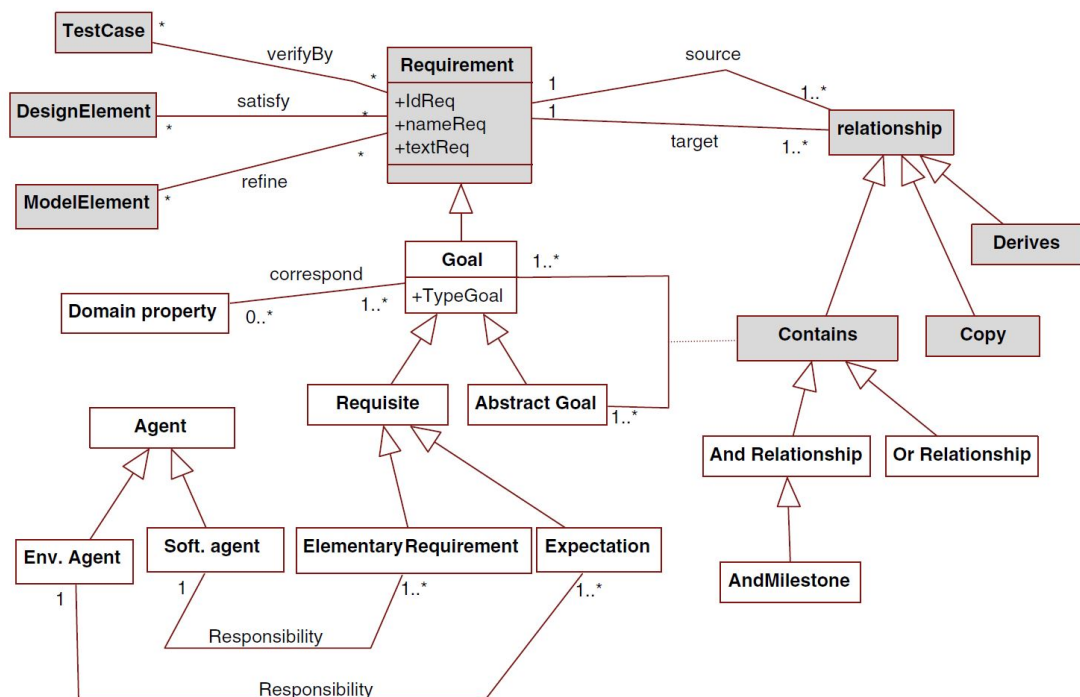 TestCase
*
verifyBy
*
Requirement
+IdReq
+nameReq
+textReq
source
1
1..*
DesignElement
satisfy
*
*
1
target
1..*
relationship
ModelElement
*
refine
*
Derives
Goal
+TypeGoal
1..*
correspond
Domain property
0..*
1..*
Contains
Copy
Requisite
Abstract Goal
1..*
Agent
And Relationship
Or Relationship
Env. Agent
Soft. agent
ElementaryRequirement
Expectation
AndMilestone
1
1
1..*
1..*
Responsibility
Responsibility